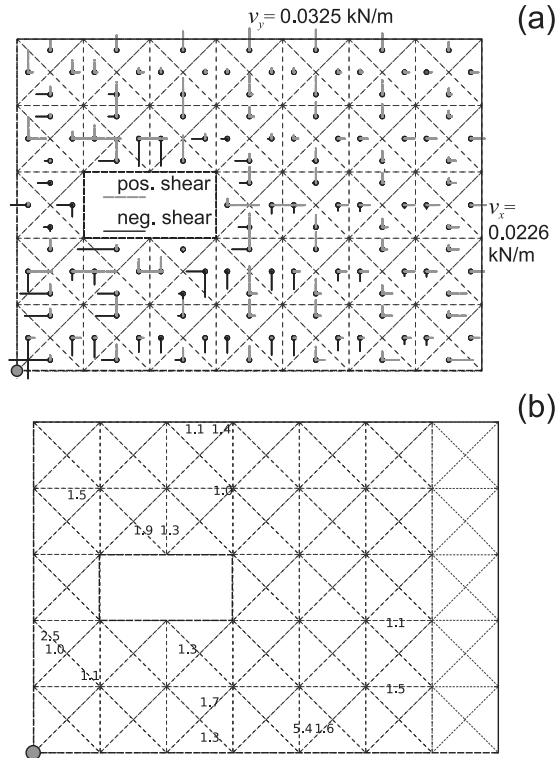 v_y= 0.0325 kN/m
(a)
pos. shear
neg. shear
v_x=
0.0226
kN/m
(b)
1.1 1.4
1.5
1.0
1.9 1.3
1.1
2.5
1.0
1.3
1.1
1.5
1.7
5.4 1.6
1.3